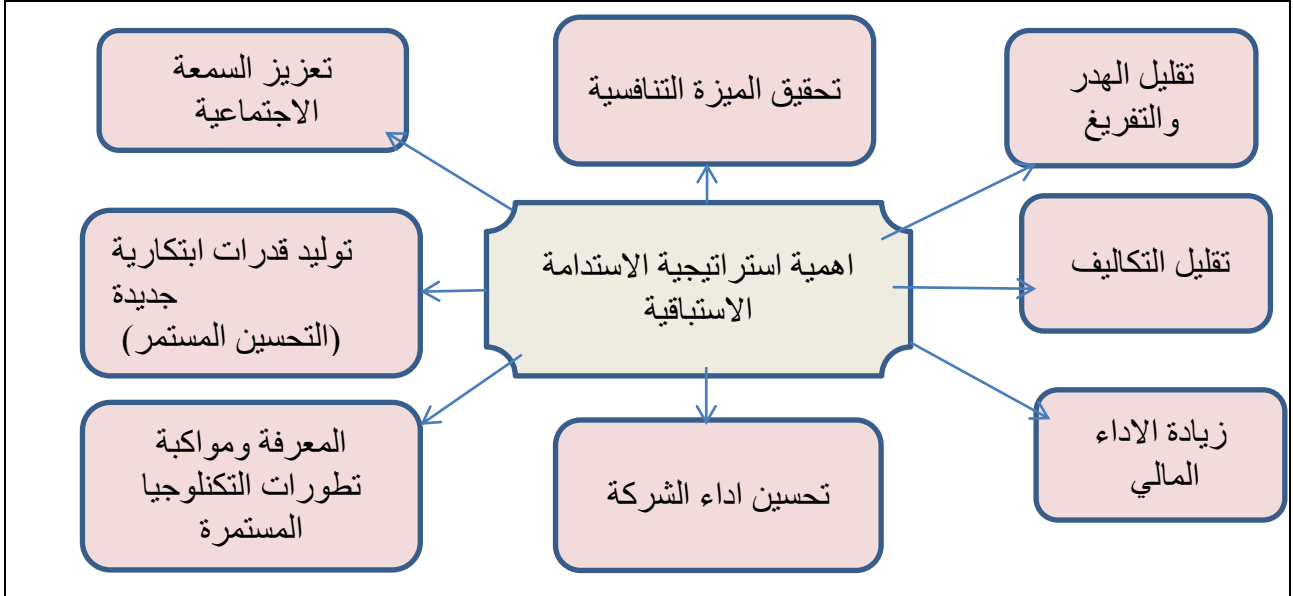 تقليل الهدر
والتفريغ
تحقيق الميزة التنافسية
تعزيز السمعة
الاجتماعية
تقليل التكاليف
اهمية استراتيجية الاستدامة
الاستباقية
توليد قدرات ابتكارية
جديدة
(التحسين المستمر)
زيادة الاداء
المالي
تحسين اداء الشركة
المعرفة ومواكبة
تطورات التكنلوجيا
المستمرة